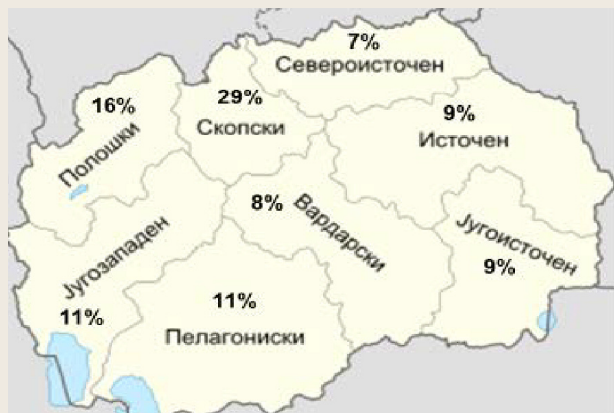 7%
Североисточен
16%
Полошки
29%
Скопски
9%
Источен
8%
Вардарски
Југоисточен
9%
Југозападен
11%
11%
Пелагониски